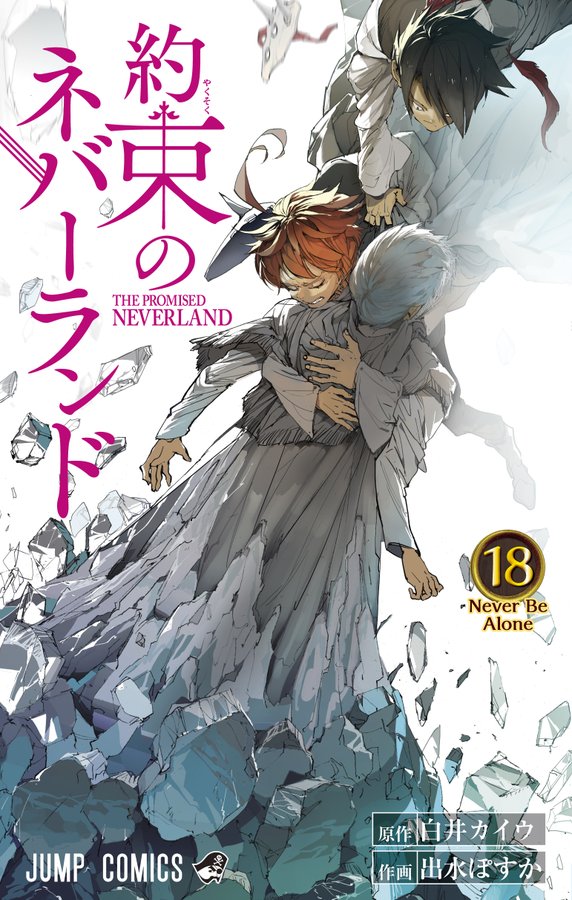 約束の
やくそく
ネバーランド
THE PROMISED
NEVERLAND
18
Never Be
Alone
原作 白井カイウ
作画 出水ぽすか
JUMP COMICS